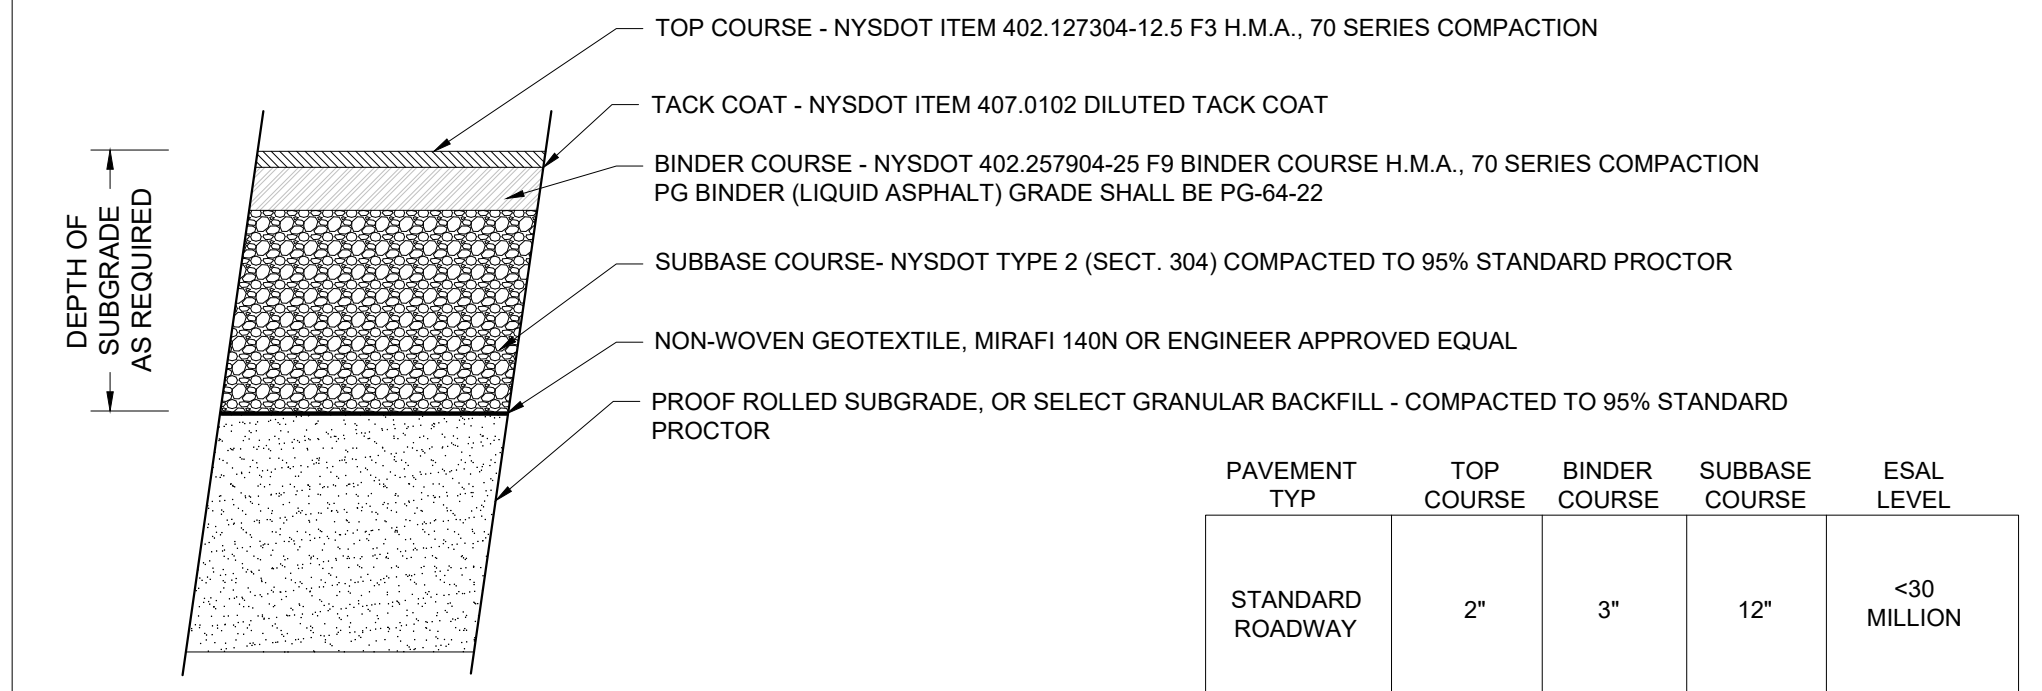 TOP COURSE - NYSDOT ITEM 402.127304-12.5 F3 H.M.A., 70 SERIES COMPACTION
TACK COAT - NYSDOT ITEM 407.0102 DILUTED TACK COAT
BINDER COURSE - NYSDOT 402.257904-25 F9 BINDER COURSE H.M.A., 70 SERIES COMPACTION
PG BINDER (LIQUID ASPHALT) GRADE SHALL BE PG-64-22
DEPTH OF
SUBGRADE
AS REQUIRED
SUBBASE COURSE- NYSDOT TYPE 2 (SECT. 304) COMPACTED TO 95% STANDARD PROCTOR
NON-WOVEN GEOTEXTILE, MIRAFI 140N OR ENGINEER APPROVED EQUAL
PROOF ROLLED SUBGRADE, OR SELECT GRANULAR BACKFILL - COMPACTED TO 95% STANDARD
PROCTOR
PAVEMENT TOP BINDER SUBBASE ESAL
TYP COURSE COURSE COURSE LEVEL
STANDARD
ROADWAY
2"
3"
12"
<30
MILLION